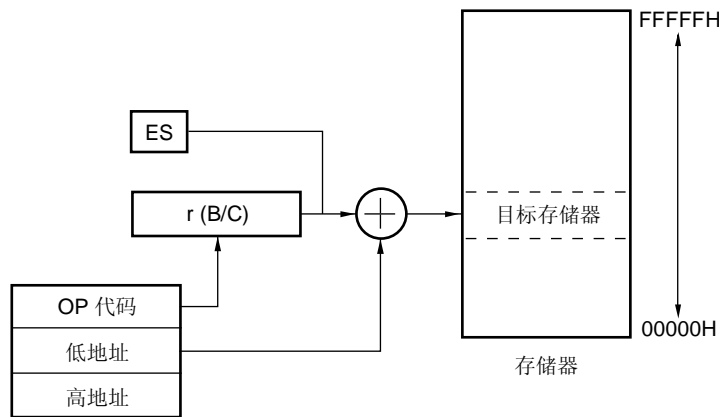 FFFFFH
ES
r (B/C)
目标存储器
OP 代码
低地址
00000H
存储器
高地址